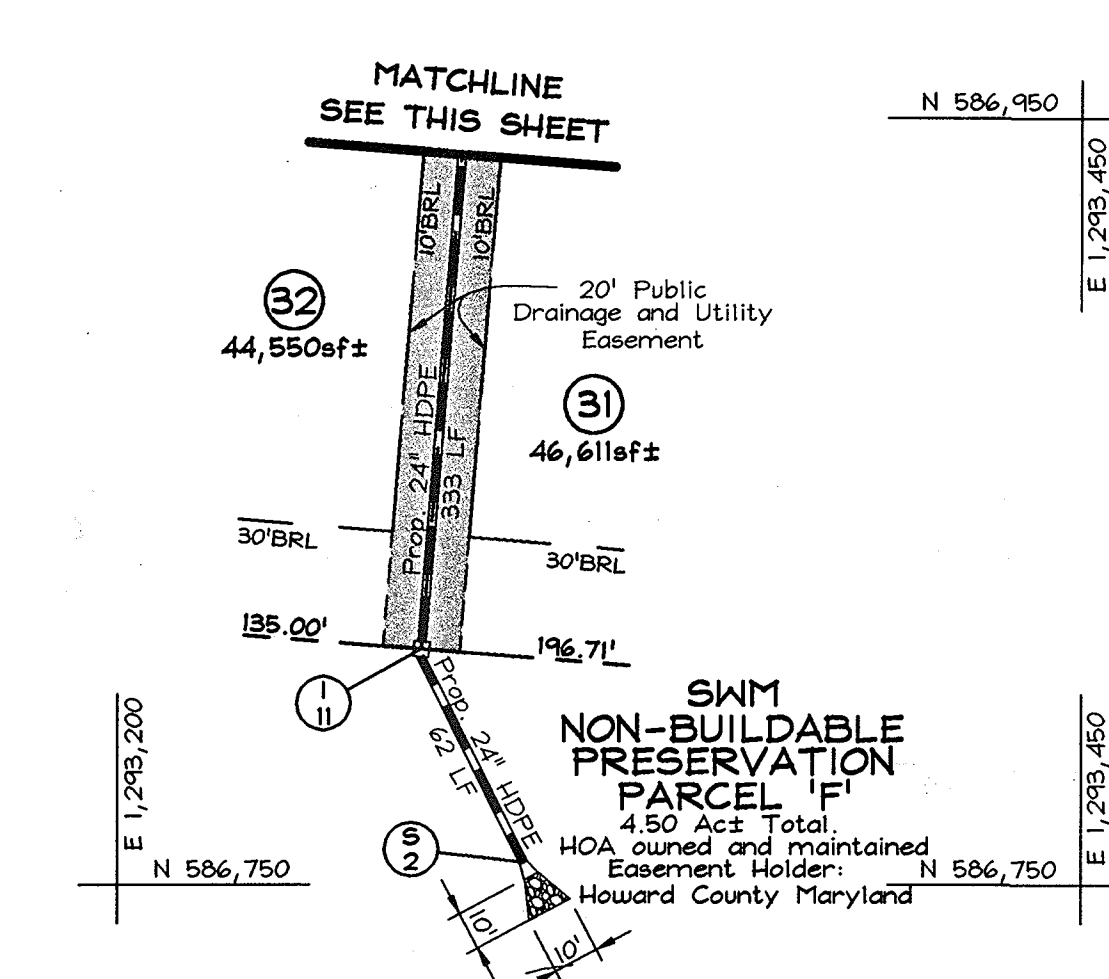 MATCHLINE
SEE THIS SHEET
N 586,950
E 1,293,450
10'BRL
10'BRL
32
44,550sf±
20' Public
Drainage and Utility
Easement
31
46,611sf±
Prop. 24" HDPE
333 LF
30'BRL
30'BRL
135.00'
196.71'
I
11
Prop. 24" HDPE
62 LF
SWM
NON-BUILDABLE
PRESERVATION
PARCEL 'F'
4.50 Ac± Total.
HOA owned and maintained
Easement Holder:
Howard County Maryland
E 1,293,200
N 586,750
S
2
E 1,293,450
N 586,750
10'
10'